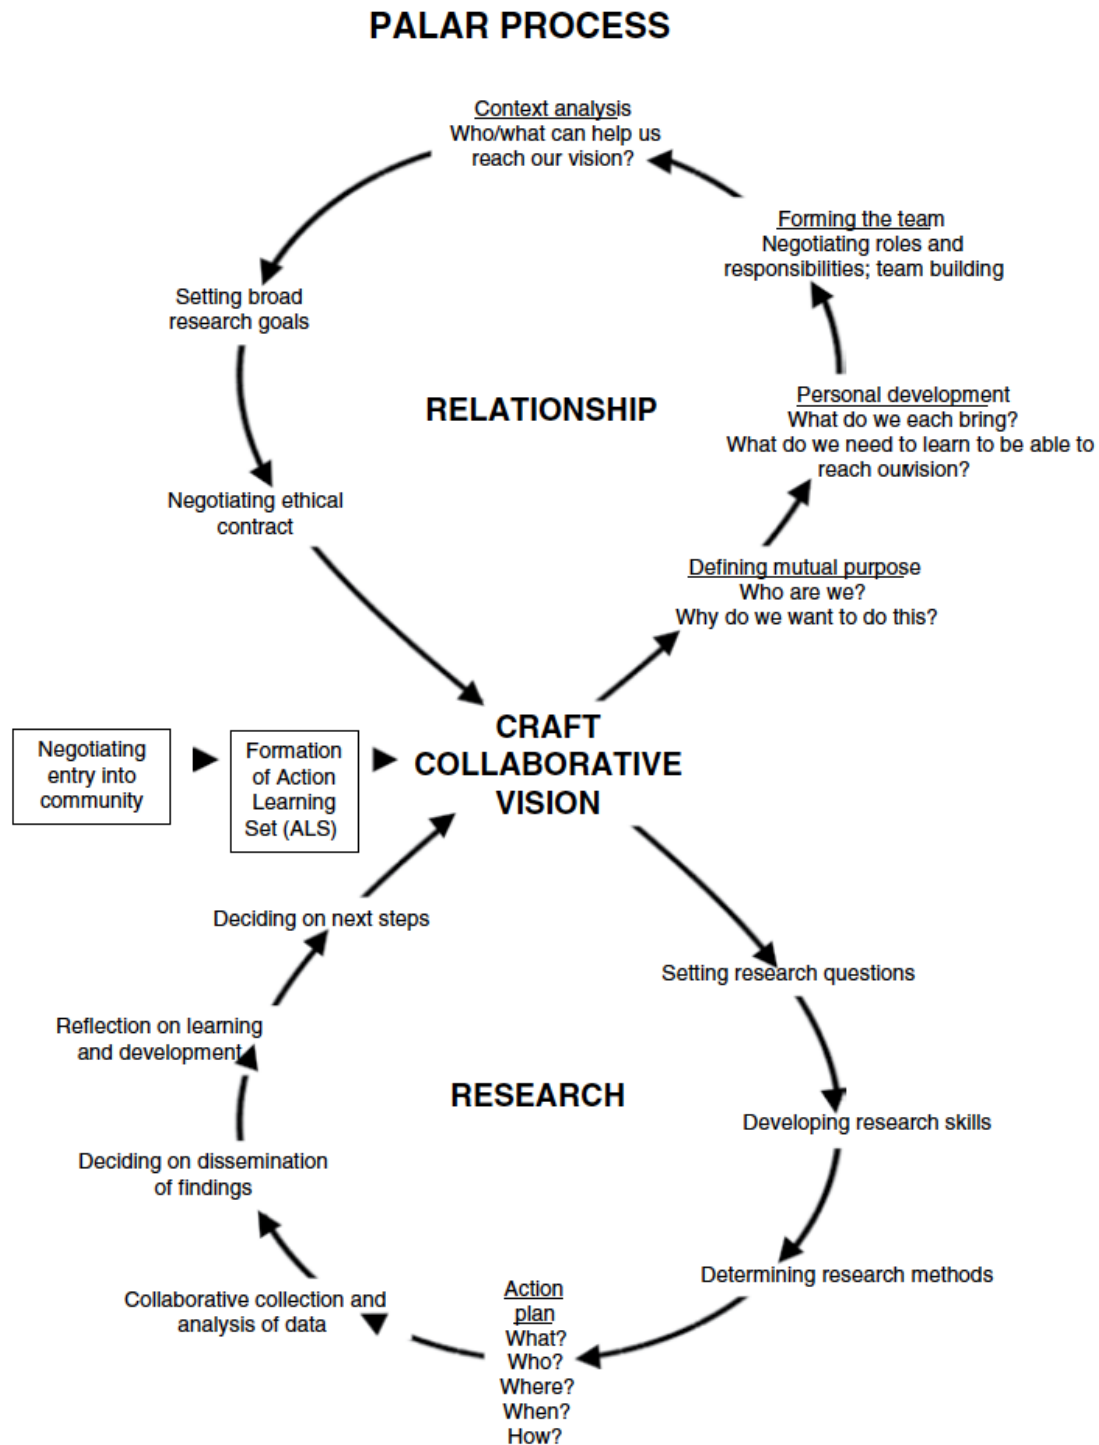 PALAR PROCESS
Context analysis
Who/what can help us
reach our vision?
Forming the team
Negotiating roles and
responsibilities; team building
Setting broad
research goals
Personal development
What do we each bring?
What do we need to learn to be able to
reach ourvision?
RELATIONSHIP
Negotiating ethical
contract
Defining mutual purpose
Who are we?
Why do we want to do this?
CRAFT
COLLABORATIVE
VISION
Negotiating
entry into
community
Formation
of Action
Learning
Set (ALS)
Deciding on next steps
Setting research questions
Reflection on learning
and development
RESEARCH
Developing research skills
Deciding on dissemination
of findings
Determining research methods
Collaborative collection and
analysis of data
Action
plan
What?
Who?
Where?
When?
How?